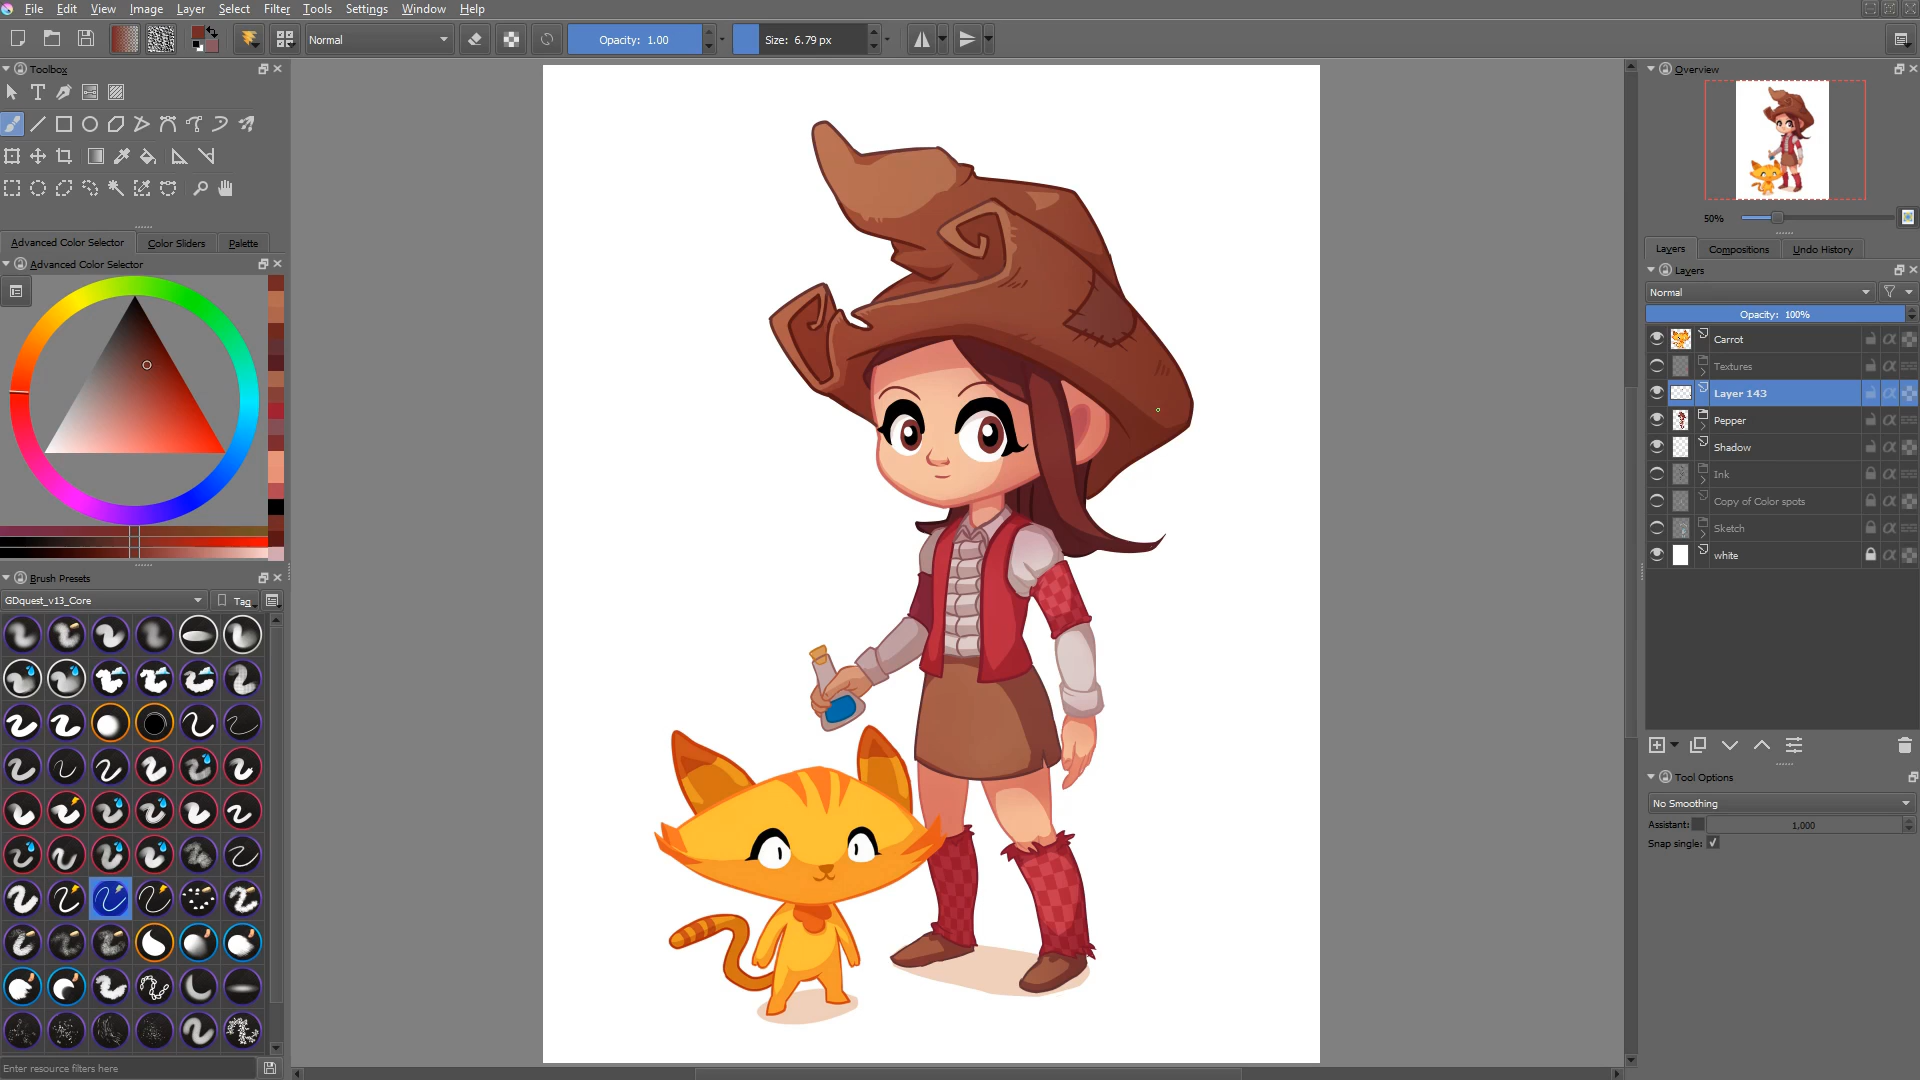 File Edit View Image Layer Select Filter Tools Settings Window Help
Normal
Opacity: 1.00
Size: 6.79 px
Toolbox
Advanced Color Selector Color Sliders Palette
Advanced Color Selector
Brush Presets
GDquest_v13_Core
Tag
Enter resource filters here
Overview
50%
Layers Compositions Undo History
Layers
Normal
Opacity: 100%
Carrot
Textures
Layer 143
Pepper
Shadow
Ink
Copy of Color spots
Sketch
white
Tool Options
No Smoothing
Assistant: 1,000
Snap single: